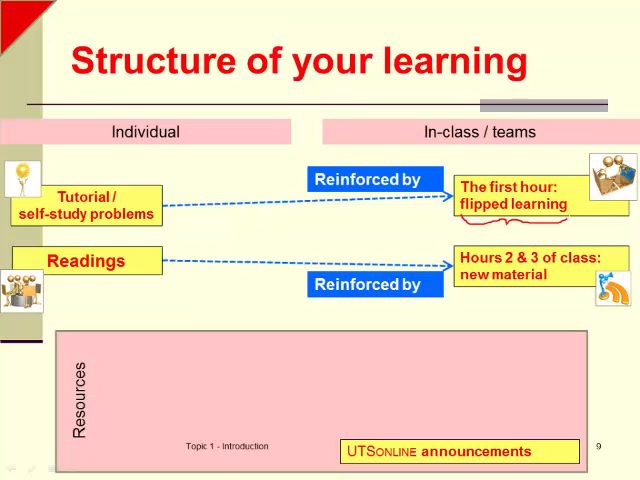 Structure of your learning
Individual
In-class / teams
Reinforced by
Tutorial /
self-study problems
The first hour:
flipped learning
Readings
Hours 2 & 3 of class:
new material
Reinforced by
Resources
Topic 1 - Introduction
UTSONLINE announcements
9